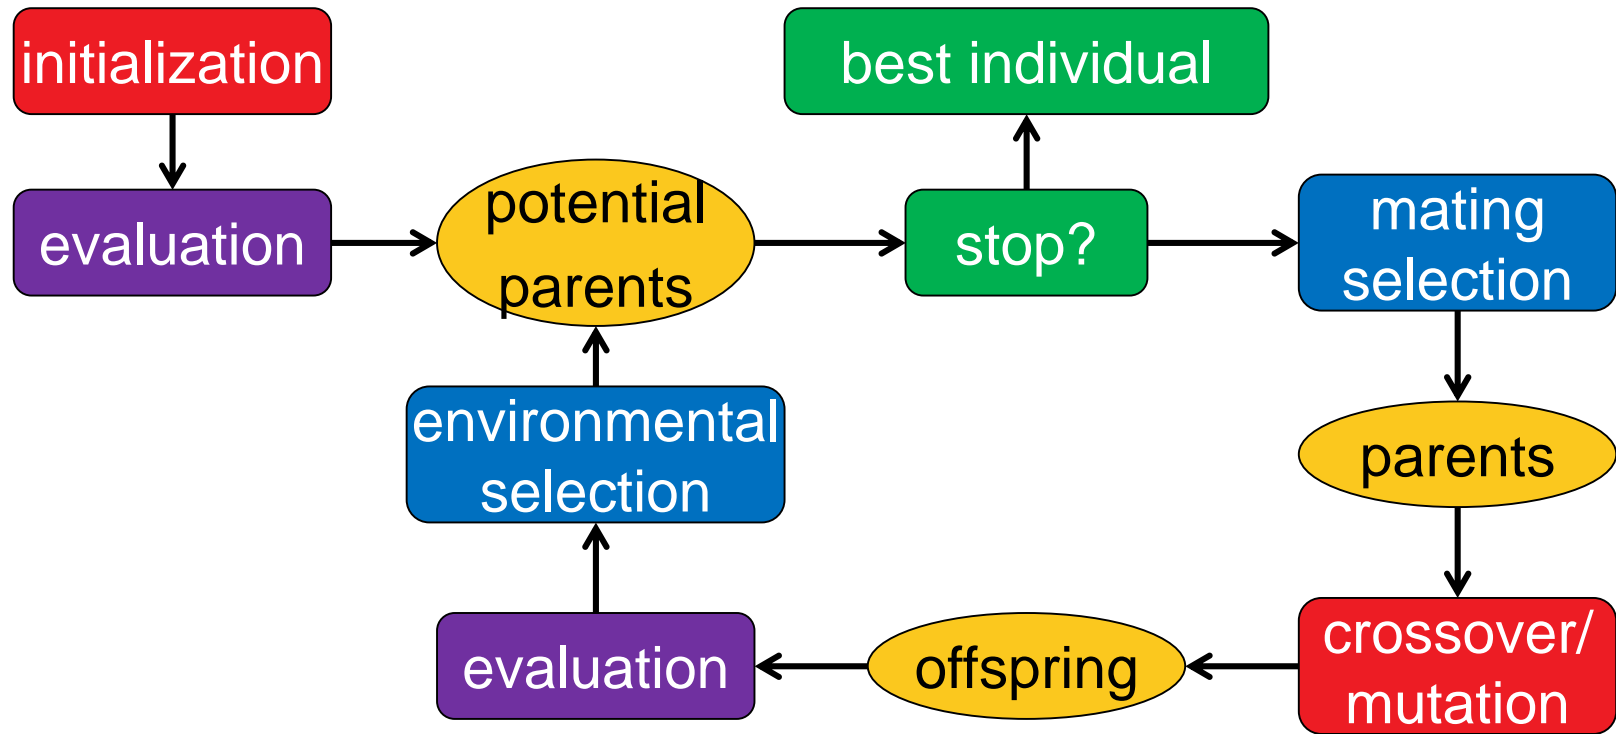 initialization
best individual
evaluation
potential
parents
stop?
mating
selection
environmental
selection
parents
evaluation
offspring
crossover/
mutation